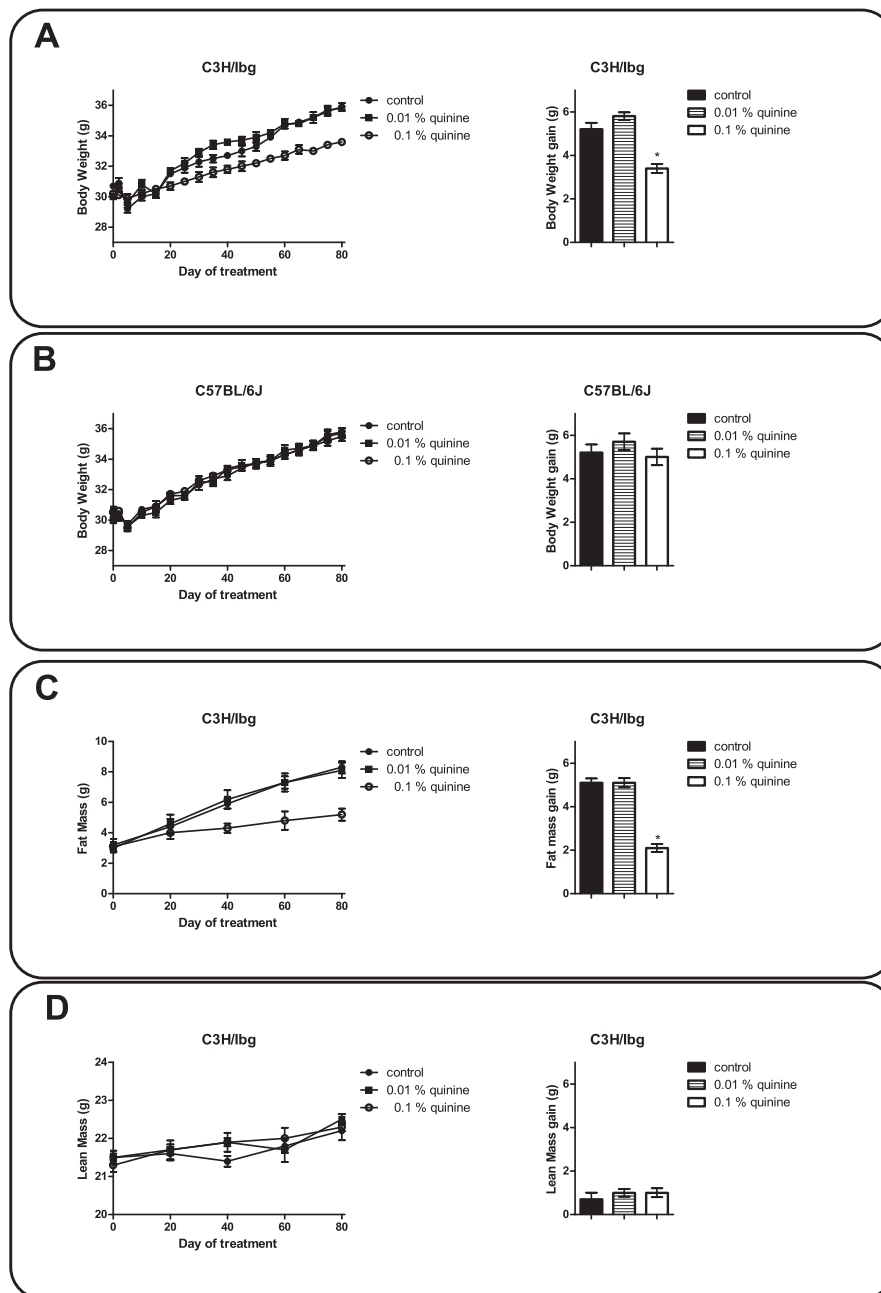 A
C3H/Ibg
Body Weight (g)
36
34
32
30
28
0 20 40 60 80
Day of treatment
control
0.01 % quinine
0.1 % quinine
C3H/Ibg
Body Weight gain (g)
6
4
2
0
*
control
0.01 % quinine
0.1 % quinine
B
C57BL/6J
Body Weight (g)
36
34
32
30
28
0 20 40 60 80
Day of treatment
control
0.01 % quinine
0.1 % quinine
C57BL/6J
Body Weight gain (g)
6
4
2
0
control
0.01 % quinine
0.1 % quinine
C
C3H/Ibg
Fat Mass (g)
10
8
6
4
2
0
0 20 40 60 80
Day of treatment
control
0.01 % quinine
0.1 % quinine
C3H/Ibg
Fat mass gain (g)
6
4
2
0
*
control
0.01 % quinine
0.1 % quinine
D
C3H/Ibg
Lean Mass (g)
24
23
22
21
20
0 20 40 60 80
Day of treatment
control
0.01 % quinine
0.1 % quinine
C3H/Ibg
Lean Mass gain (g)
6
4
2
0
control
0.01 % quinine
0.1 % quinine